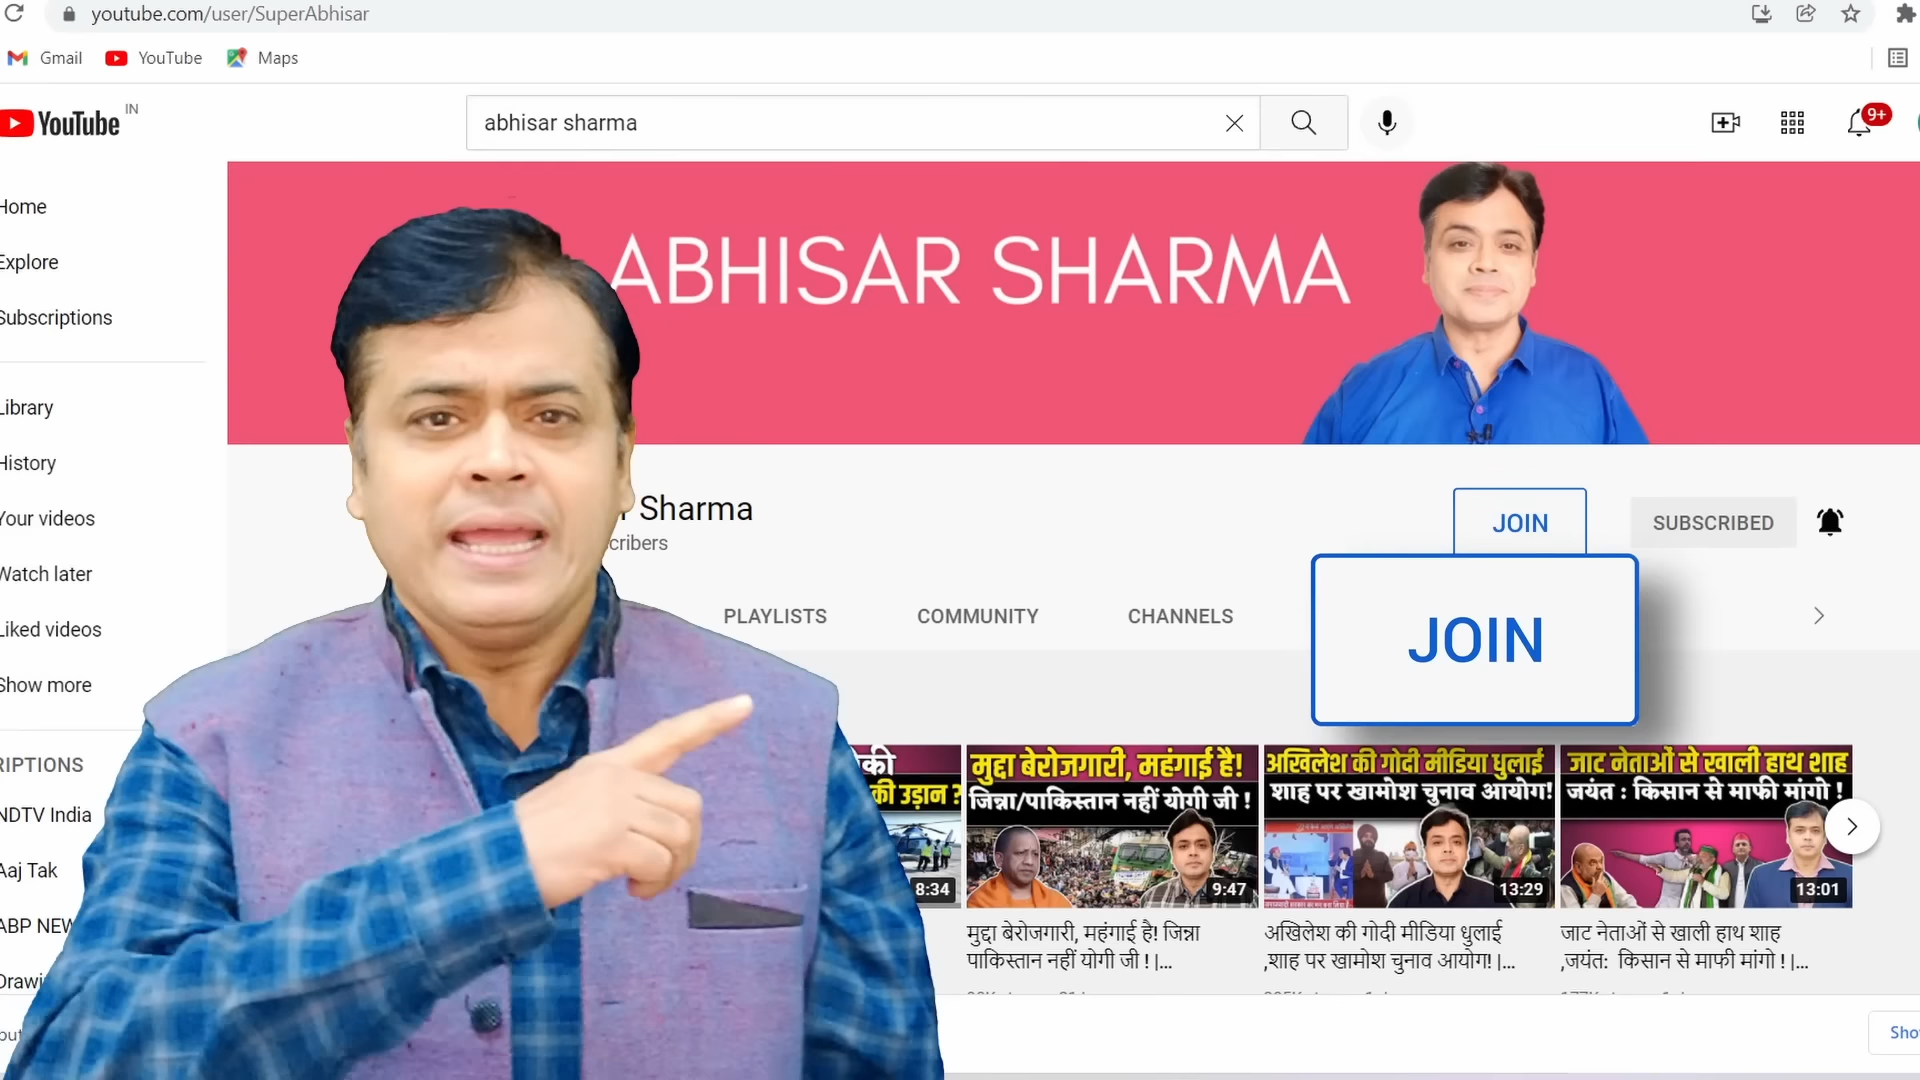 youtube.com/user/SuperAbhisar
Gmail
YouTube
Maps
YouTube IN
abhisar sharma
9+
Home
Explore
Subscriptions
Library
History
Your videos
Watch later
Liked videos
Show more
RIPTIONS
NDTV India
Aaj Tak
ABP NEW
Drawi
ABHISAR SHARMA
Sharma
cribers
JOIN
SUBSCRIBED
PLAYLISTS
COMMUNITY
CHANNELS
JOIN
की
की उड़ान ?
8:34
मुद्दा बेरोजगारी, महंगाई है!
जिन्ना/पाकिस्तान नहीं योगी जी !
9:47
मुद्दा बेरोजगारी, महंगाई है! जिन्ना
पाकिस्तान नहीं योगी जी ! |...
अखिलेश की गोदी मीडिया धुलाई
शाह पर खामोश चुनाव आयोग!
13:29
अखिलेश की गोदी मीडिया धुलाई
,शाह पर खामोश चुनाव आयोग! |...
जाट नेताओं से खाली हाथ शाह
जयंत : किसान से माफी मांगो !
13:01
जाट नेताओं से खाली हाथ शाह
,जयंत: किसान से माफी मांगो ! |...
Sho